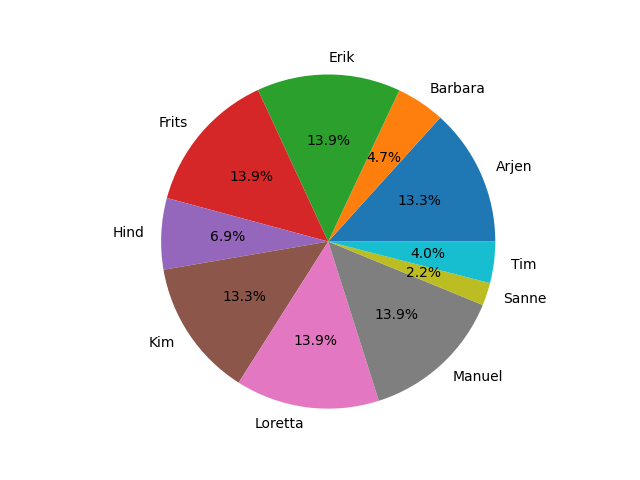 Erik
Barbara
Frits
13.9%
4.7%
Arjen
13.9%
13.3%
Hind
6.9%
4.0%
Tim
2.2%
13.3%
Sanne
13.9%
Kim
13.9%
Manuel
Loretta